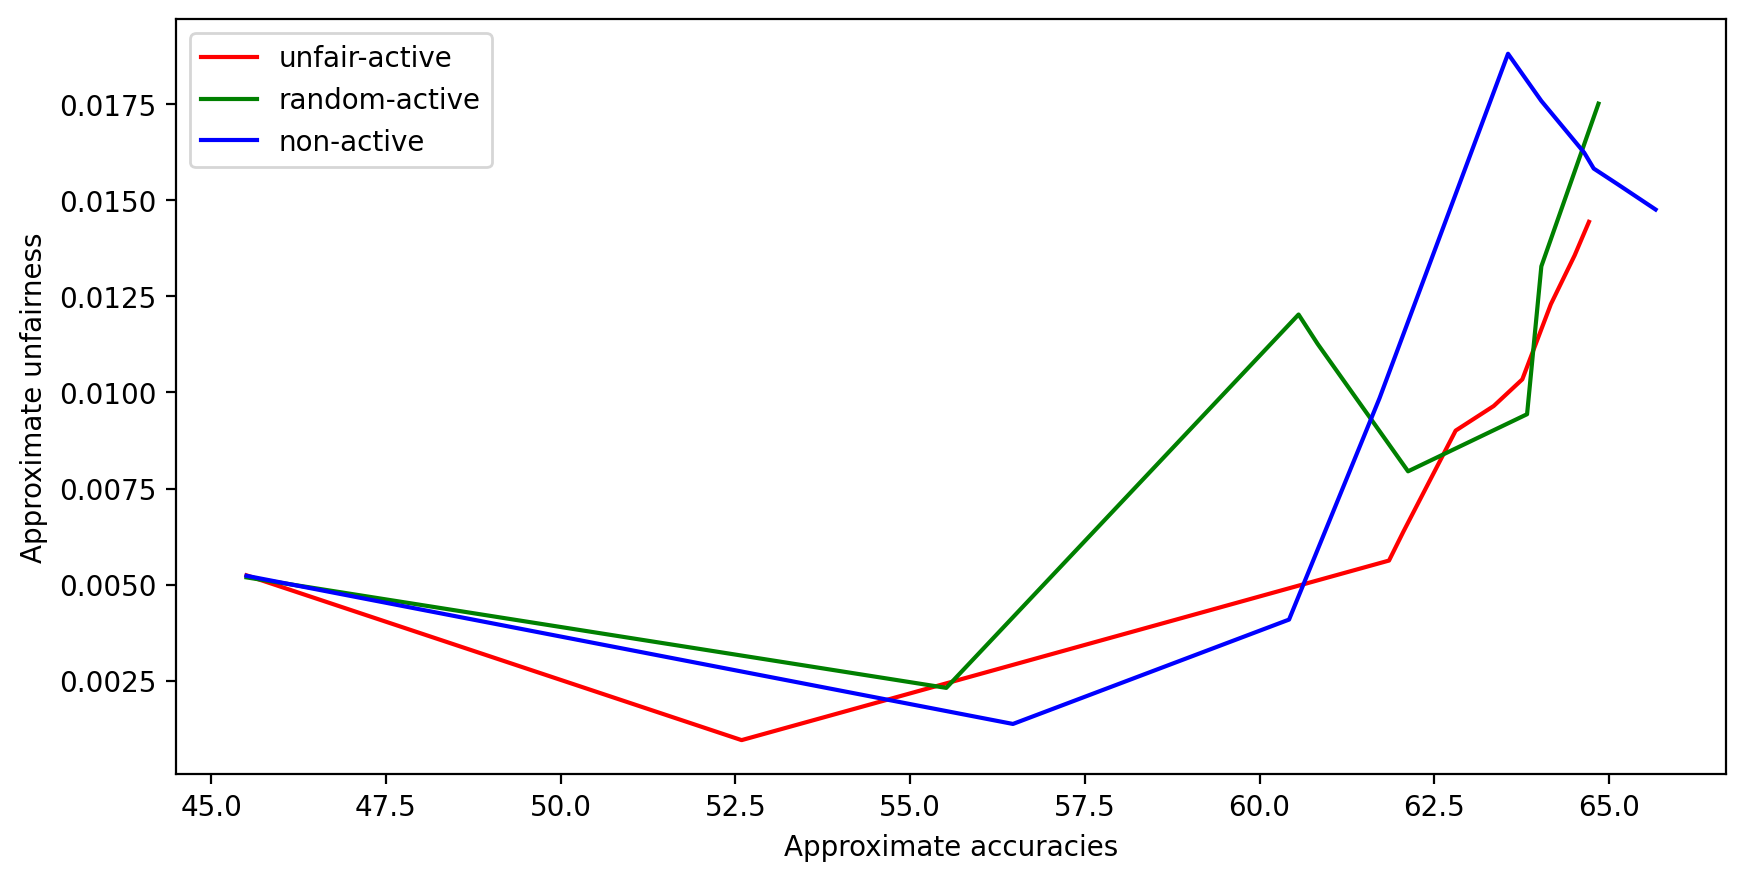 unfair-active
random-active
non-active
0.0175
0.0150
0.0125
0.0100
0.0075
0.0050
0.0025
Approximate unfairness
45.0 47.5 50.0 52.5 55.0 57.5 60.0 62.5 65.0
Approximate accuracies